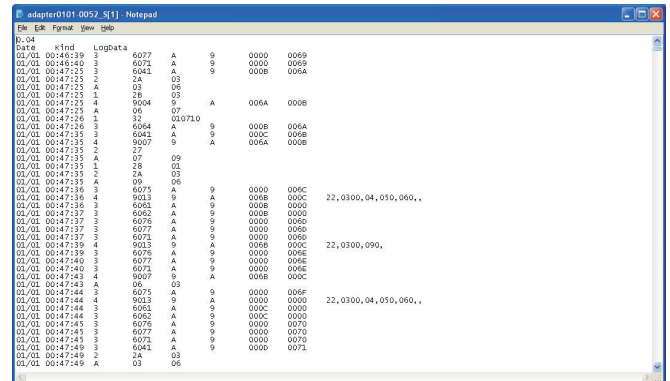 adapter0101-0052_S[1] - Notepad
File Edit Format View Help
0.04
Date Kind LogData
01/01 00:46:39 3 6077 A 9 0000 0069
01/01 00:46:40 3 6071 A 9 0000 0069
01/01 00:47:25 3 6041 A 9 000B 006A
01/01 00:47:25 2 2A 03
01/01 00:47:25 A 03 06
01/01 00:47:25 1 2B 03
01/01 00:47:25 4 9004 9 A 006A 000B
01/01 00:47:25 A 06 07
01/01 00:47:26 1 32 010710
01/01 00:47:26 3 6064 A 9 000B 006A
01/01 00:47:35 3 6041 A 9 000C 006B
01/01 00:47:35 4 9007 9 A 006A 000B
01/01 00:47:35 2 27
01/01 00:47:35 A 07 09
01/01 00:47:35 1 28 01
01/01 00:47:35 2 2A 03
01/01 00:47:35 A 09 06
01/01 00:47:36 3 6075 A 9 0000 006C
01/01 00:47:36 4 9013 9 A 006B 000C 22,0300,04,050,060,,
01/01 00:47:36 3 6061 A 9 000B 0000
01/01 00:47:36 3 6062 A 9 000B 0000
01/01 00:47:37 3 6076 A 9 0000 006D
01/01 00:47:37 3 6077 A 9 0000 006D
01/01 00:47:37 3 6071 A 9 0000 006D
01/01 00:47:39 4 9013 9 A 006B 000C 22,0300,090,
01/01 00:47:39 3 6076 A 9 0000 006E
01/01 00:47:40 3 6077 A 9 0000 006E
01/01 00:47:40 3 6071 A 9 0000 006E
01/01 00:47:43 4 9007 9 A 006B 000C
01/01 00:47:43 A 06 03
01/01 00:47:44 3 6075 A 9 0000 006F
01/01 00:47:44 4 9013 9 A 0000 0000 22,0300,04,050,060,,
01/01 00:47:44 3 6061 A 9 000C 0000
01/01 00:47:44 3 6062 A 9 000C 0000
01/01 00:47:45 3 6076 A 9 0000 0070
01/01 00:47:45 3 6077 A 9 0000 0070
01/01 00:47:45 3 6071 A 9 0000 0070
01/01 00:47:49 3 6041 A 9 000D 0071
01/01 00:47:49 2 2A 03
01/01 00:47:49 A 03 06